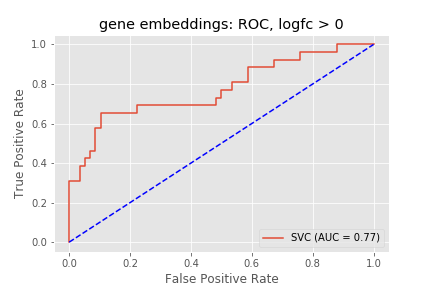 gene embeddings: ROC, logfc > 0
True Positive Rate
1.0
0.8
0.6
0.4
0.2
0.0
SVC (AUC = 0.77)
0.0 0.2 0.4 0.6 0.8 1.0
False Positive Rate